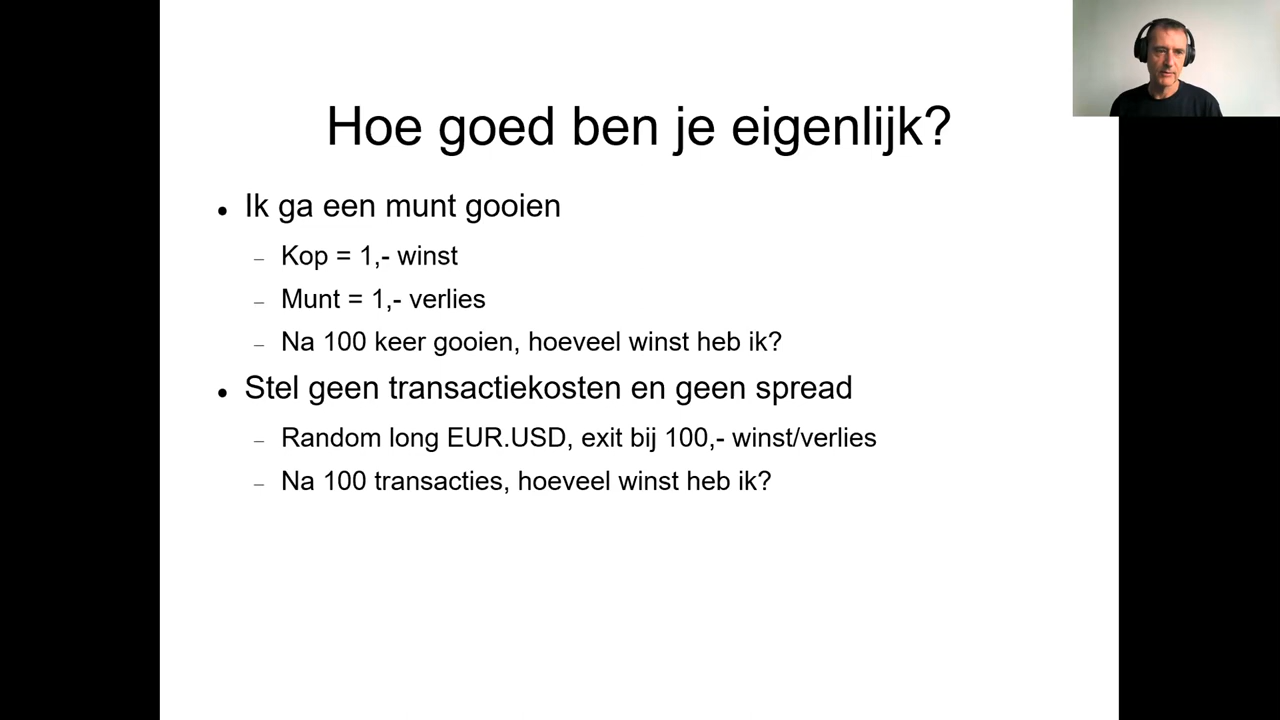 Hoe goed ben je eigenlijk?
● Ik ga een munt gooien
– Kop = 1,- winst
– Munt = 1,- verlies
– Na 100 keer gooien, hoeveel winst heb ik?
● Stel geen transactiekosten en geen spread
– Random long EUR.USD, exit bij 100,- winst/verlies
– Na 100 transacties, hoeveel winst heb ik?